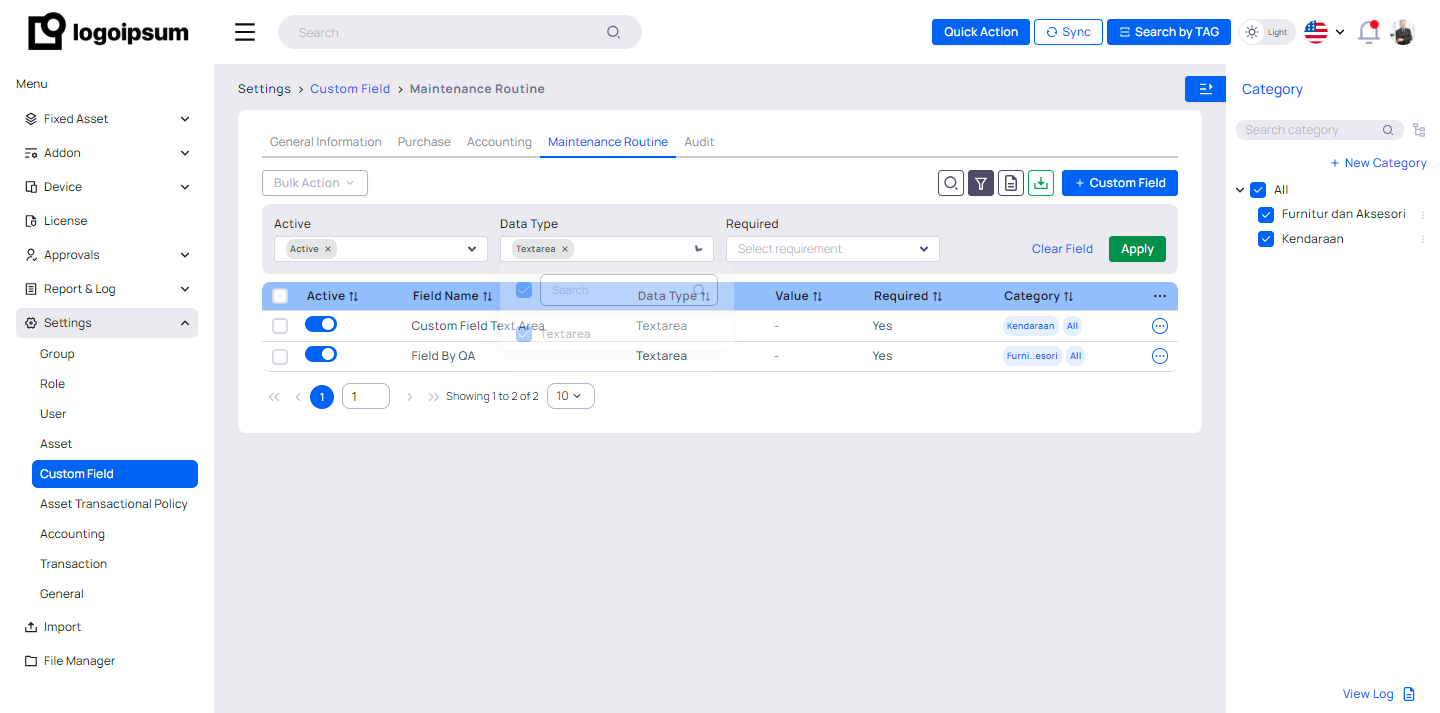 logoipsum
Search
Quick Action
Sync
Search by TAG
Light
Menu
Fixed Asset
Addon
Device
License
Approvals
Report & Log
Settings
Group
Role
User
Asset
Custom Field
Asset Transactional Policy
Accounting
Transaction
General
Import
File Manager
Settings > Custom Field > Maintenance Routine
General Information Purchase Accounting Maintenance Routine Audit
Bulk Action
+ Custom Field
Active Data Type Required
Active × Textarea × Select requirement Clear Field Apply
Search
Textarea
Active Field Name Data Type Value Required Category
Custom Field Text Area Textarea - Yes Kendaraan All
Field By QA Textarea - Yes Furni..esori All
1 1 Showing 1 to 2 of 2 10
Category
Search category
+ New Category
All
Furnitur dan Aksesori
Kendaraan
View Log